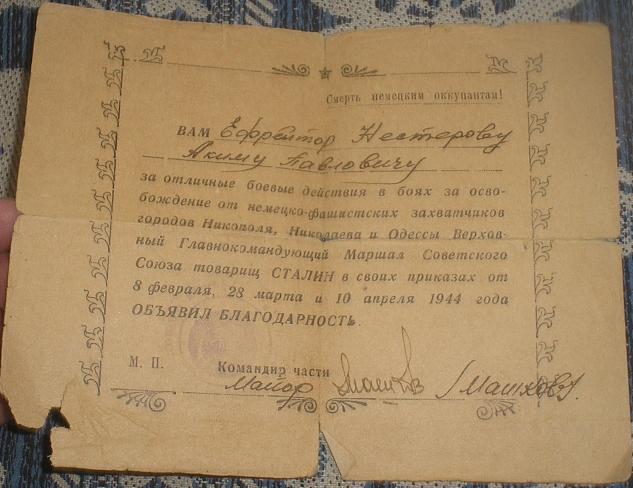 Смерть немецким оккупантам!
ВАМ Ефрейтор Нестерову
Акиму Павловичу
за отличные боевые действия в боях за осво-
бождение от немецко-фашистских захватчиков
городов Никополя, Николаева и Одессы Верхов-
ный Главнокомандующий Маршал Советского
Союза товарищ СТАЛИН в своих приказах от
8 февраля, 28 марта и 10 апреля 1944 года
ОБЪЯВИЛ БЛАГОДАРНОСТЬ.
М. П. Командир части
Майор /Машков/